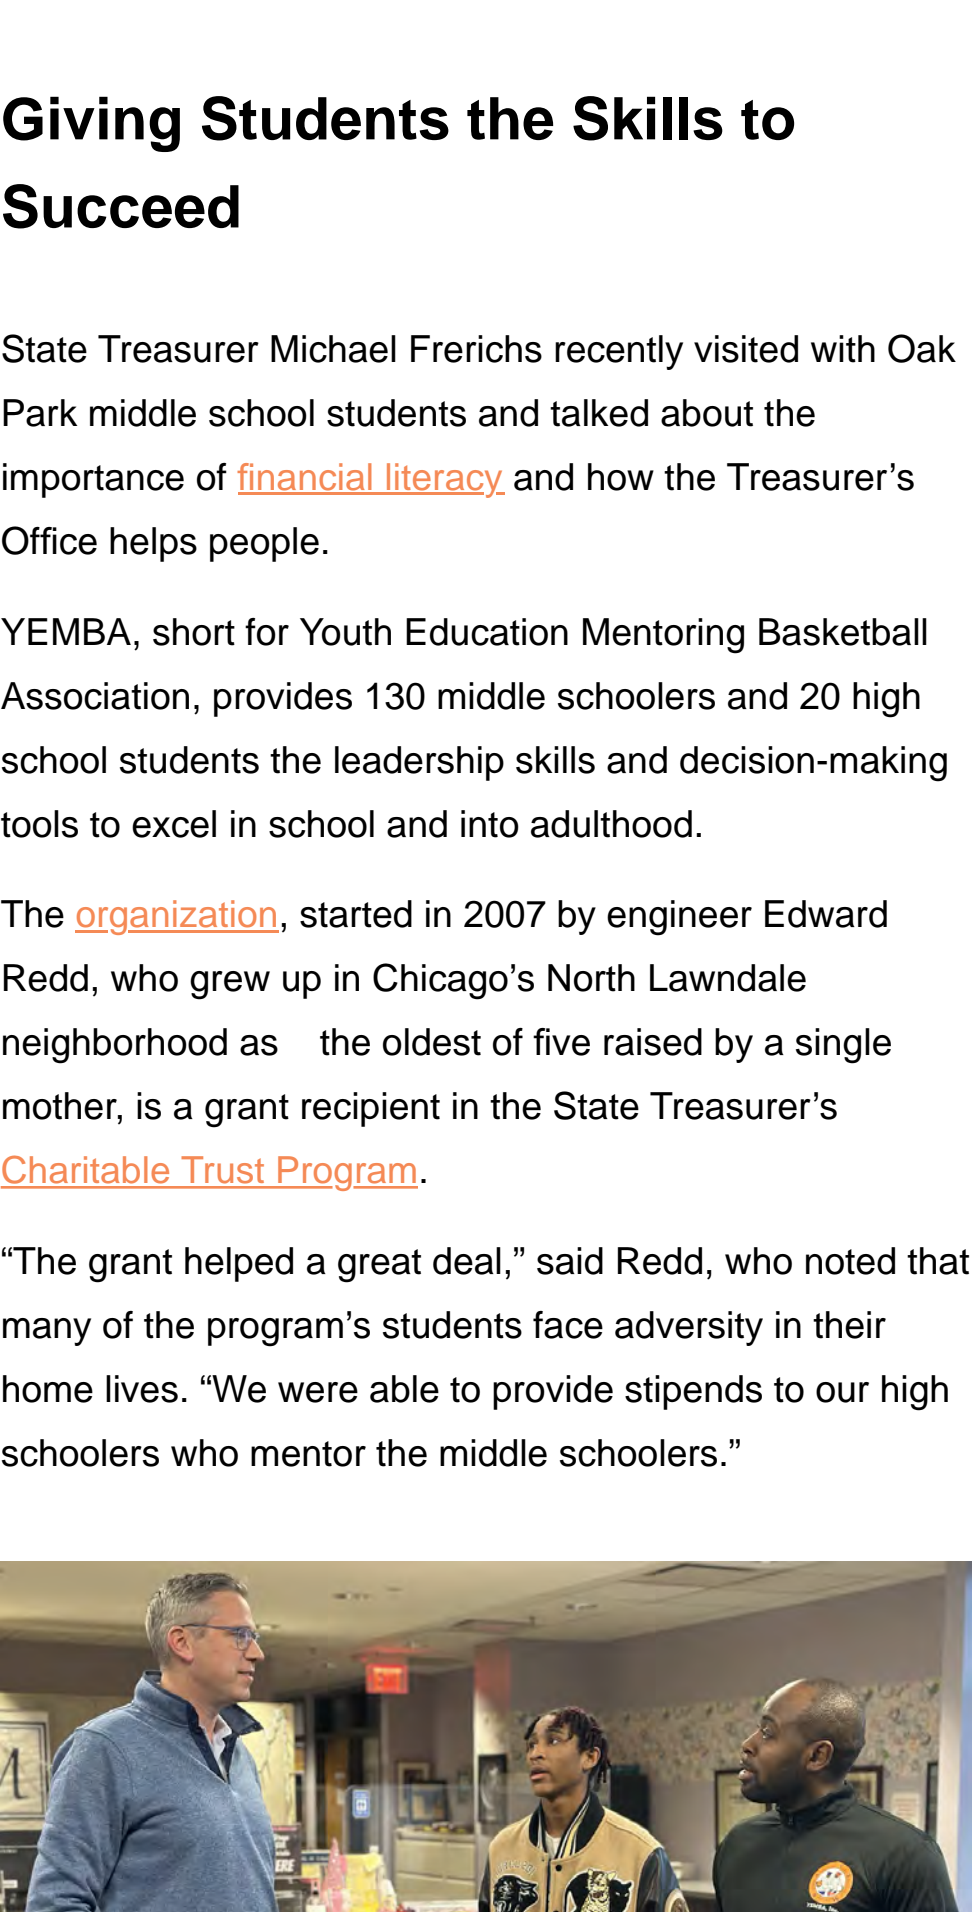 Giving Students the Skills to
Succeed
State Treasurer Michael Frerichs recently visited with Oak
Park middle school students and talked about the
importance of financial literacy and how the Treasurer’s
Office helps people.
YEMBA, short for Youth Education Mentoring Basketball
Association, provides 130 middle schoolers and 20 high
school students the leadership skills and decision-making
tools to excel in school and into adulthood.
The organization, started in 2007 by engineer Edward
Redd, who grew up in Chicago’s North Lawndale
neighborhood as the oldest of five raised by a single
mother, is a grant recipient in the State Treasurer’s
Charitable Trust Program.
“The grant helped a great deal,” said Redd, who noted that
many of the program’s students face adversity in their
home lives. “We were able to provide stipends to our high
schoolers who mentor the middle schoolers.”
EXIT